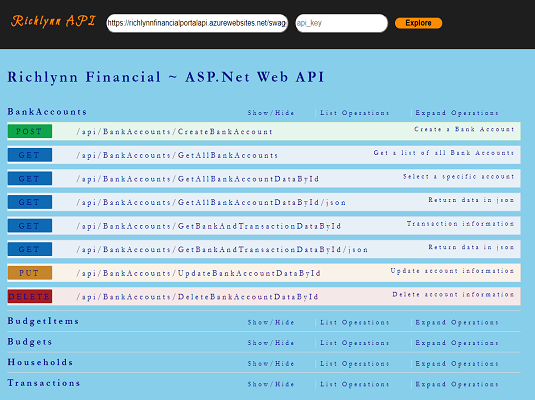 Richlynn API https://richlynnfinancialportalapi.azurewebsites.net/swag api_key Explore
Richlynn Financial ~ ASP.Net Web API
BankAccounts Show/Hide List Operations Expand Operations
POST /api/BankAccounts/CreateBankAccount Create a Bank Account
GET /api/BankAccounts/GetAllBankAccounts Get a list of all Bank Accounts
GET /api/BankAccounts/GetAllBankAccountDataById Select a specific account
GET /api/BankAccounts/GetAllBankAccountDataById/json Return data in json
GET /api/BankAccounts/GetBankAndTransactionDataById Transaction information
GET /api/BankAccounts/GetBankAndTransactionDataById/json Return data in json
PUT /api/BankAccounts/UpdateBankAccountDataById Update account information
DELETE /api/BankAccounts/DeleteBankAccountDataById Delete account information
BudgetItems Show/Hide List Operations Expand Operations
Budgets Show/Hide List Operations Expand Operations
Households Show/Hide List Operations Expand Operations
Transactions Show/Hide List Operations Expand Operations